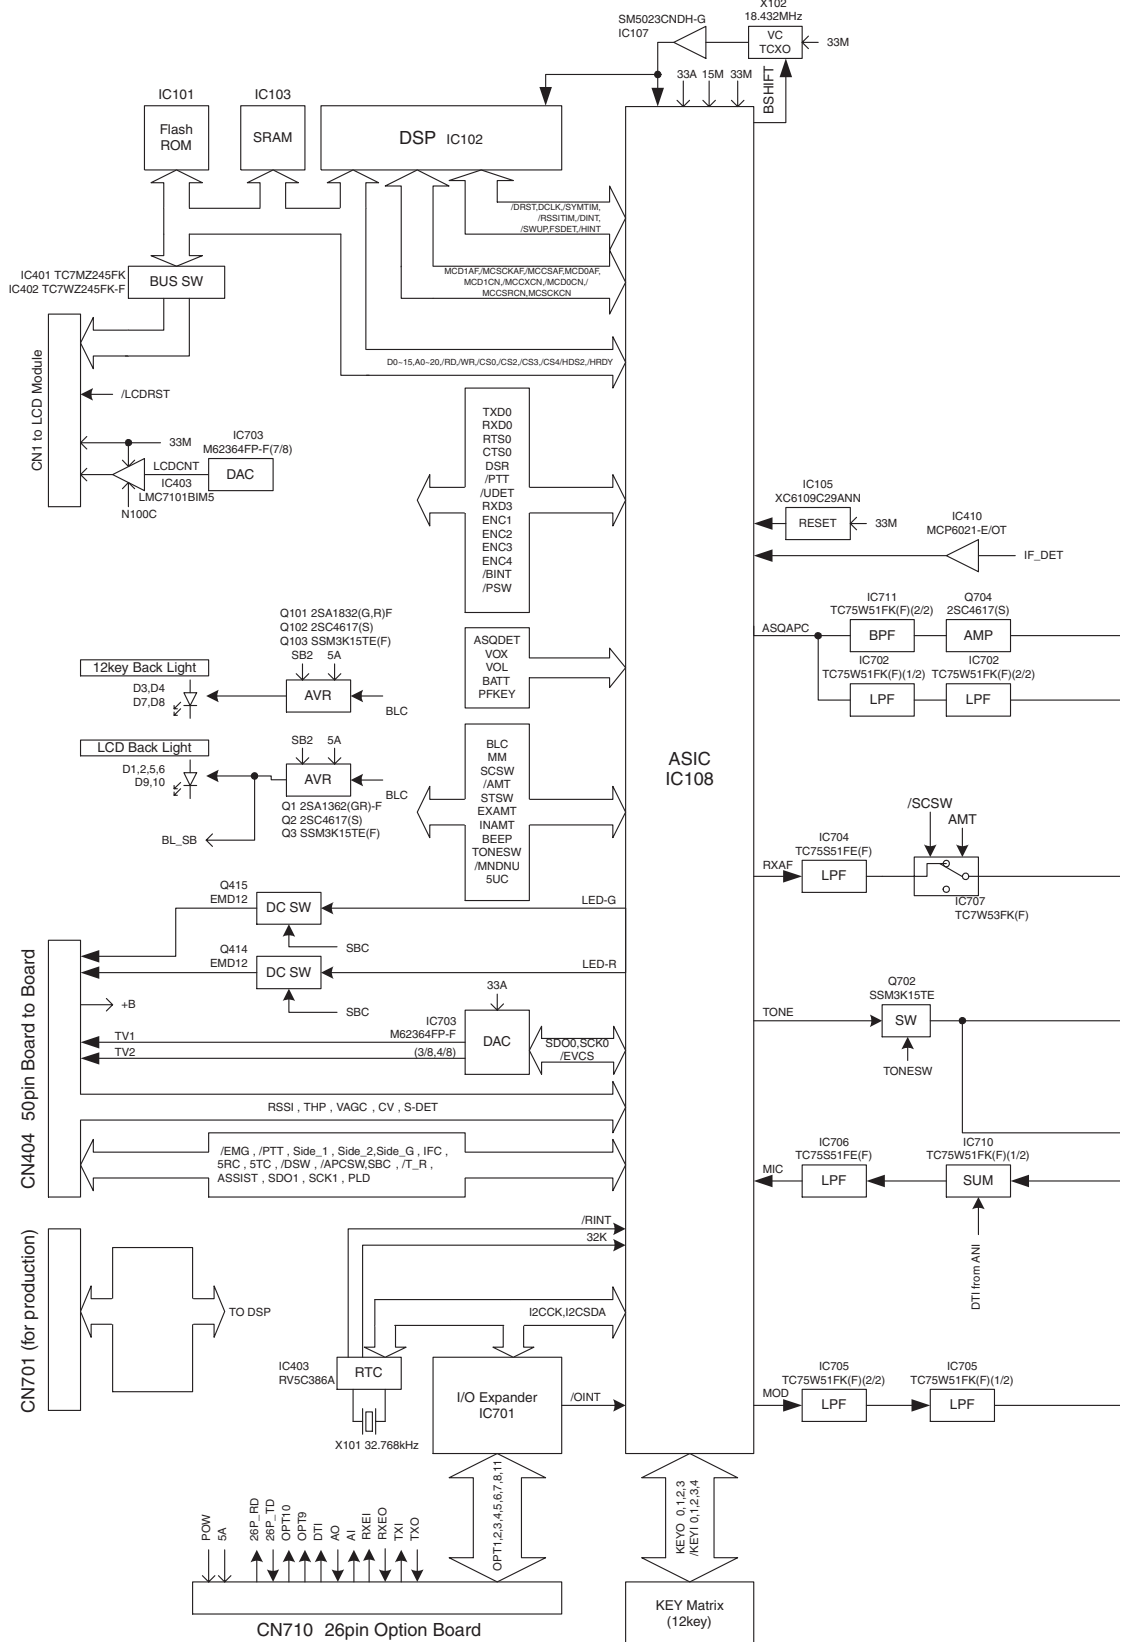 X102
18.432MHz
SM5023CNDH-G
IC107
VC
TCXO
33M
33A 15M 33M
BSHIFT
IC101
Flash
ROM
IC103
SRAM
DSP IC102
/DRST,DCLK,/SYMTIM,
/RSSITIM,/DINT,
/SWUP,FSDET,/HINT
MCD1AF,/MCSCKAF,/MCCSAF,MCD0AF,
MCD1CN,/MCCXCN,/MCD0CN,/
MCCSRCN,MCSCKCN
IC401 TC7MZ245FK
IC402 TC7WZ245FK-F
BUS SW
D0~15,A0~20,/RD,/WR,/CS0,/CS2,/CS3,/CS4/HDS2,/HRDY
CN1 to LCD Module
/LCDRST
33M
IC703
M62364FP-F(7/8)
LCDCNT
DAC
IC403
LMC7101BIM5
N100C
TXD0
RXD0
RTS0
CTS0
DSR
/PTT
/UDET
RXD3
ENC1
ENC2
ENC3
ENC4
/BINT
/PSW
IC105
XC6109C29ANN
RESET
33M
IC410
MCP6021-E/OT
IF_DET
IC711
TC75W51FK(F)(2/2)
Q704
2SC4617(S)
ASQAPC
BPF
AMP
IC702
TC75W51FK(F)(1/2)
IC702
TC75W51FK(F)(2/2)
LPF
LPF
Q101 2SA1832(G,R)F
Q102 2SC4617(S)
Q103 SSM3K15TE(F)
SB2 5A
12key Back Light
D3,D4
D7,D8
AVR
BLC
ASQDET
VOX
VOL
BATT
PFKEY
LCD Back Light
SB2 5A
D1,2,5,6
D9,10
AVR
BLC
Q1 2SA1362(GR)-F
Q2 2SC4617(S)
Q3 SSM3K15TE(F)
BL_SB
BLC
MM
SCSW
/AMT
STSW
EXAMT
INAMT
BEEP
TONESW
/MNDNU
5UC
ASIC
IC108
/SCSW
AMT
IC704
TC75S51FE(F)
RXAF
LPF
IC707
TC7W53FK(F)
Q415
EMD12
DC SW
LED-G
SBC
Q414
EMD12
DC SW
LED-R
SBC
CN404 50pin Board to Board
+B
33A
IC703
M62364FP-F
(3/8,4/8)
TV1
TV2
DAC
SDO0,SCK0
/EVCS
Q702
SSM3K15TE
TONE
SW
TONESW
RSSI , THP , VAGC , CV , S-DET
/EMG , /PTT , Side_1 , Side_2,Side_G , IFC ,
5RC , 5TC , /DSW , /APCSW,SBC , /T_R ,
ASSIST , SDO1 , SCK1 , PLD
IC706
TC75S51FE(F)
IC710
TC75W51FK(F)(1/2)
MIC
LPF
SUM
DTI from ANI
CN701 (for production)
TO DSP
/RINT
32K
I2CCK,I2CSDA
IC403
RV5C386A
RTC
X101 32.768kHz
I/O Expander
IC701
/OINT
IC705
TC75W51FK(F)(2/2)
IC705
TC75W51FK(F)(1/2)
MOD
LPF
LPF
OPT1,2,3,4,5,6,7,8,11
KEYO 0,1,2,3
/KEYI 0,1,2,3,4
POW
5A
26P_RD
26P_TD
OPT10
OPT9
DTI
AO
AI
RXEI
RXEO
TXI
TXO
CN710 26pin Option Board
KEY Matrix
(12key)